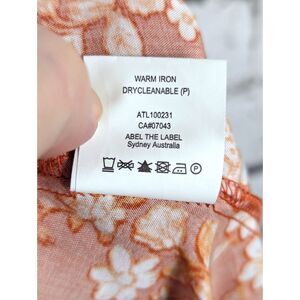 WARM IRON
DRYCLEANABLE (P)
ATL100231
CA#07043
ABEL THE LABEL
Sydney Australia
P